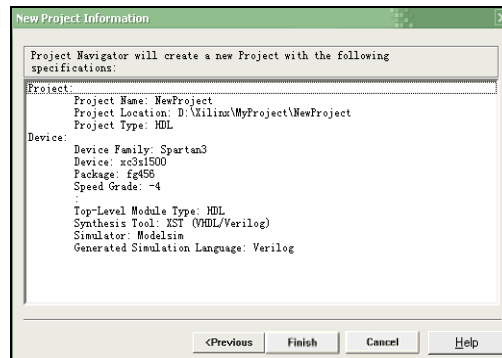 New Project Information
Project Navigator will create a new Project with the following
specifications:
Project:
Project Name: NewProject
Project Location: D:\Xilinx\MyProject\NewProject
Project Type: HDL
Device:
Device Family: Spartan3
Device: xc3s1500
Package: fg456
Speed Grade: -4
:
Top-Level Module Type: HDL
Synthesis Tool: XST (VHDL/Verilog)
Simulator: Modelsim
Generated Simulation Language: Verilog
<Previous Finish Cancel Help